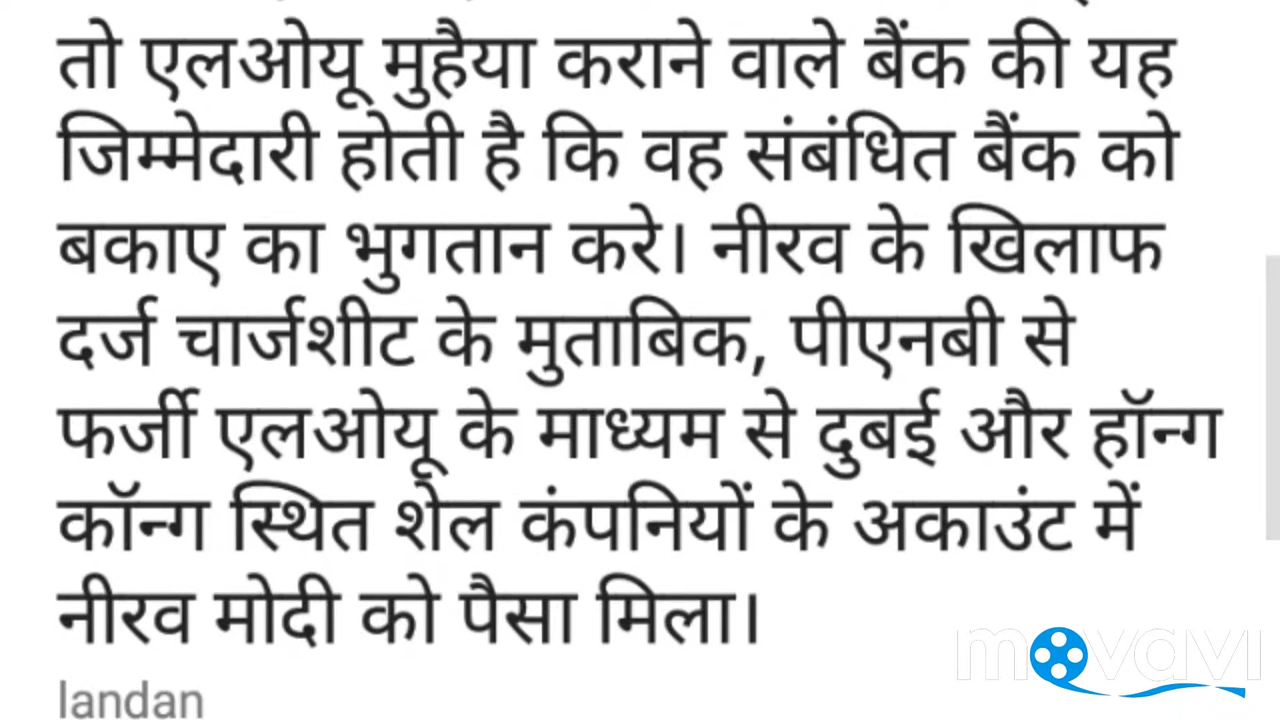 तो एलओयू मुहैया कराने वाले बैंक की यह
जिम्मेदारी होती है कि वह संबंधित बैंक को
बकाए का भुगतान करे। नीरव के खिलाफ
दर्ज चार्जशीट के मुताबिक, पीएनबी से
फर्जी एलओयू के माध्यम से दुबई और हॉन्ग
कॉन्ग स्थित शेल कंपनियों के अकाउंट में
नीरव मोदी को पैसा मिला।
landan
movavi